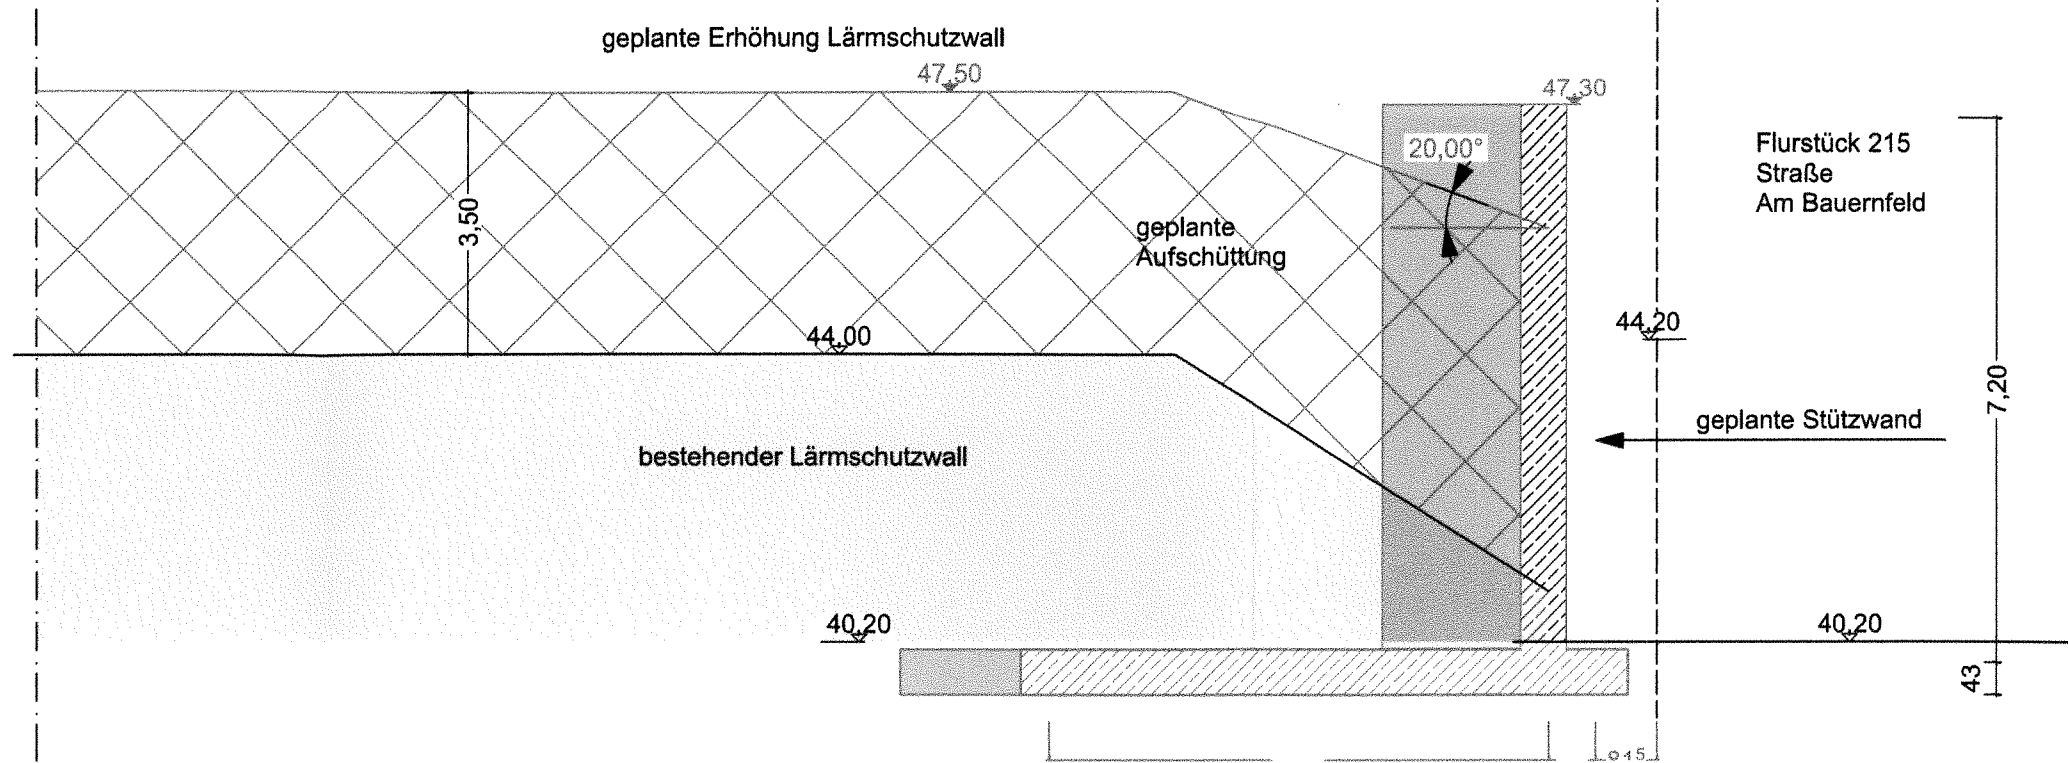 geplante Erhöhung Lärmschutzwall
47,50
47,30
20,00°
Flurstück 215
Straße
Am Bauernfeld
3,50
geplante
Aufschüttung
44,00
44,20
7,20
geplante Stützwand
bestehender Lärmschutzwall
40,20
40,20
43